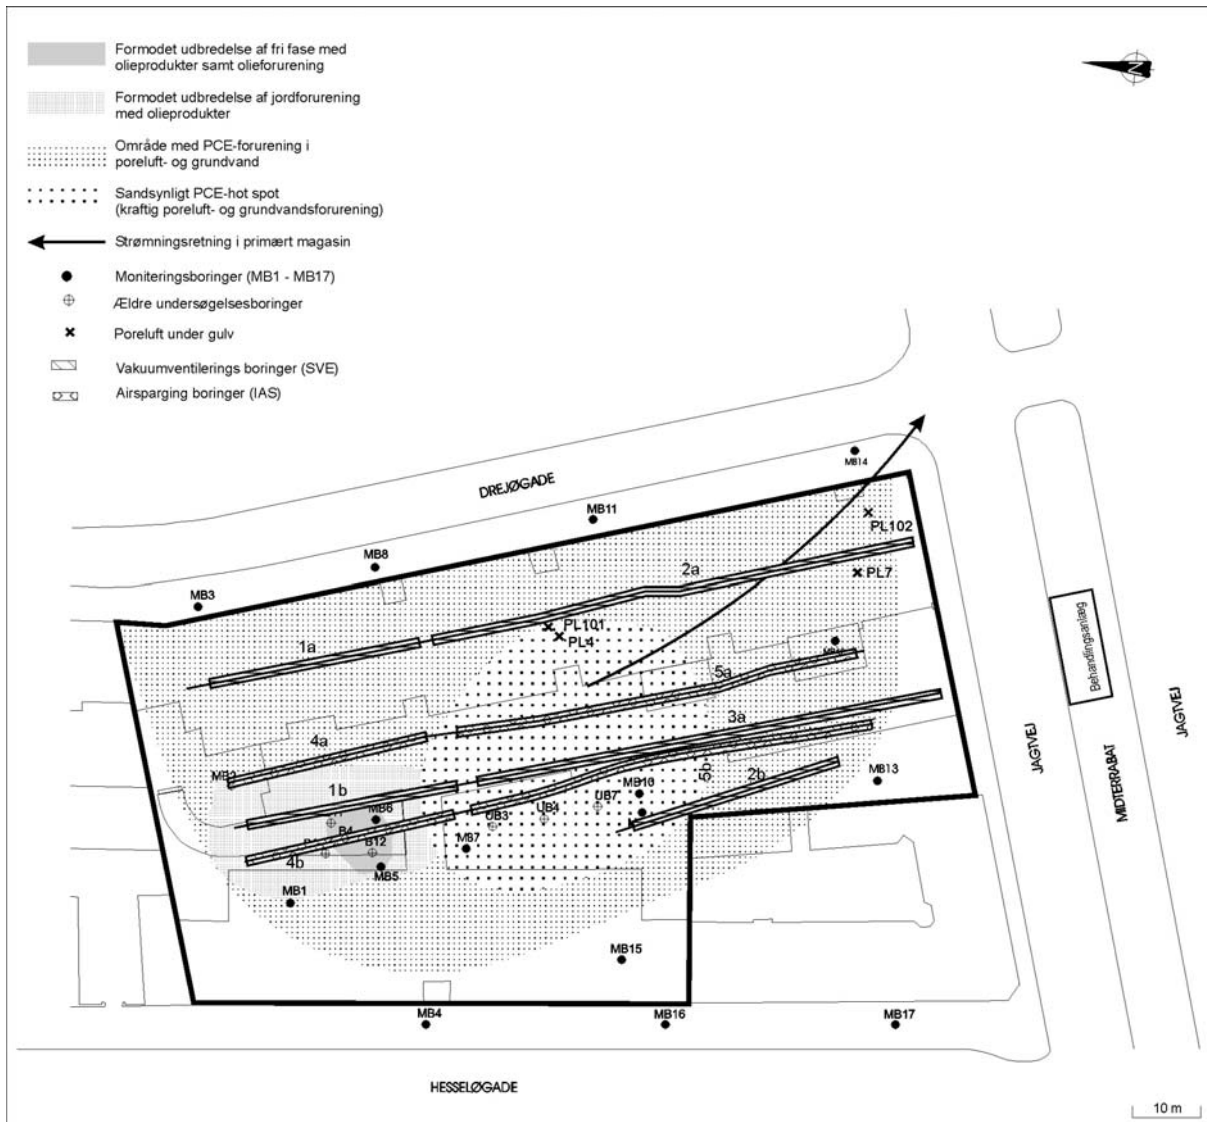 Formodet udbredelse af fri fase med
olieprodukter samt olieforurening
Formodet udbredelse af jordforurening
med olieprodukter
Område med PCE-forurening i
poreluft- og grundvand
Sandsynligt PCE-hot spot
(kraftig poreluft- og grundvandsforurening)
Strømningsretning i primært magasin
Moniteringsboringer (MB1 - MB17)
Ældre undersøgelsesboringer
Poreluft under gulv
Vakuumventilerings boringer (SVE)
Airsparging boringer (IAS)
N
DREJØGADE
MB14
MB11
PL102
MB8
2a
PL7
MB3
PL101
PL4
1a
5a
Behandlingsanlæg
JAGTVEJ
3a
4a
MB2
5b
2b
MB13
JAGTVEJ
MIDTERRABAT
1b
MB10
UB7
MB6
UB4
UB3
B4
MB7
B12
4b
MB5
MB1
MB15
MB4
MB16
MB17
HESSELØGADE
10 m